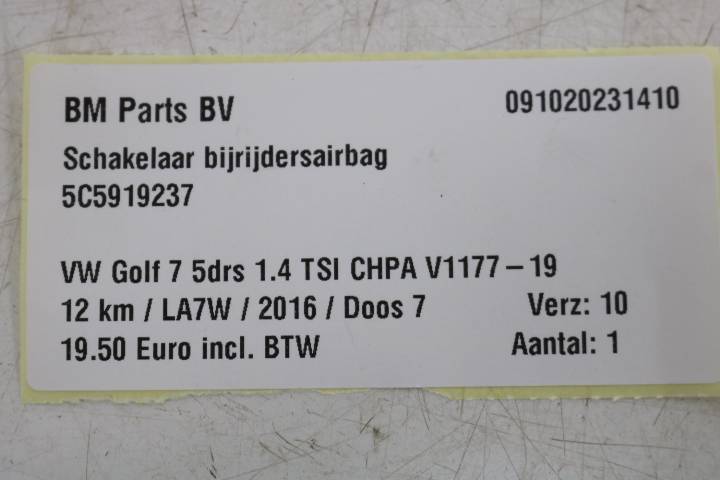 BM Parts BV 091020231410
Schakelaar bijrijdersairbag
5C5919237
VW Golf 7 5drs 1.4 TSI CHPA V1177-19
12 km / LA7W / 2016 / Doos 7 Verz: 10
19.50 Euro incl. BTW Aantal: 1